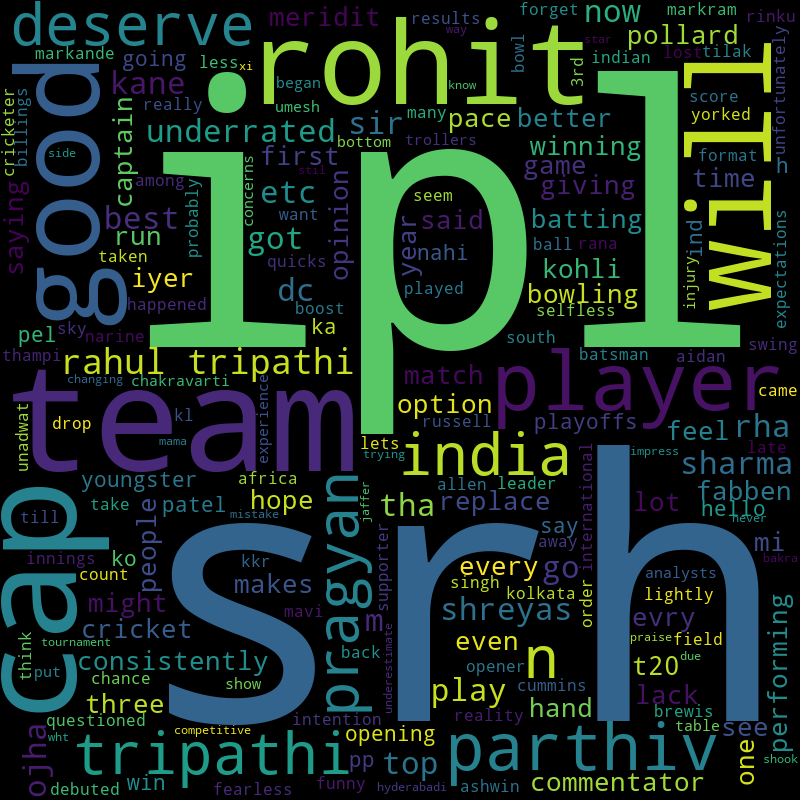 deserve
meridit
results
forget
now
markram
rinku
markande
going
way
star
.rohit
3rd
bowl
indian
pollard
tilak
lost
cricketer
billings
good
kane
less
xi
began
umesh
really
many
know
pace
better
score
yorked
unfortunately
captain
underrated
sir
bottom
trollers
winning
format
will
h
side
first
etc
among
concerns
want
seem
said
game
giving
time
saying
best
run
got
opinion
year
nahi
ball
rana
batting
ind
injury
expectations
probably
taken
iyer
quicks
dc
boost
played
kohli
bowling
selfless
happened
ipl
pel
sky
narine
ka
south
batsman
aidan
swing
thampi
rahul tripathi
match
player
came
changing
chakravarti
team
unadwat
drop
kl
experience
option
russell
playoffs
mama
lets
trying
india
feel
rha
late
impress
cap
youngster
africa
allen
leader
sharma
till
take
patel
hope
pragyan
jaffer
tha
replace
international
lot
fabben
hello
never
people
mistake
innings
ko
kkr
srh
supporter
say
away
mi
bakra
count
makes
every
go
analysts
might
mavi
singh
kolkata
order
lightly
m
shreyas
evry
cricket
even
praise
field
performing
think
tournament
consistently
back
underestimate
opener
n
t20
due
put
chance
show
play
cummins
hand
lack
brewis
three
intention
reality
table
see
ojha
questioned
competitive
opening
one
shook
wht
tripathi
pp
top
parthiv
win
debuted
fearless
funny
hyderabadi
ashwin
commentator
stil